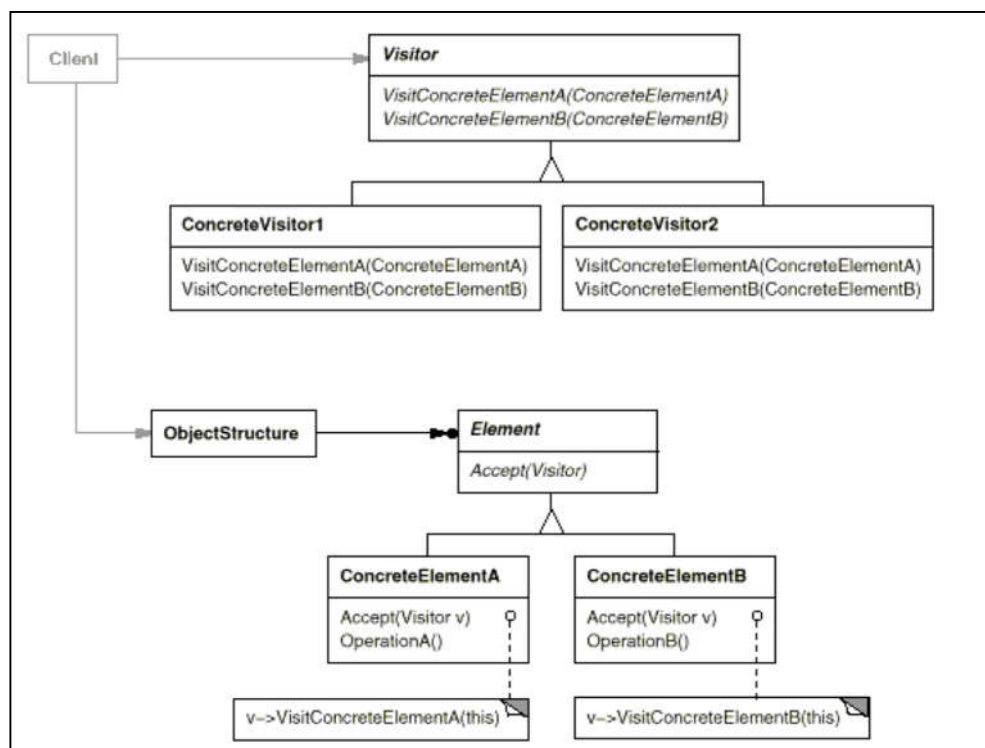 Client
Visitor
VisitConcreteElementA(ConcreteElementA)
VisitConcreteElementB(ConcreteElementB)
ConcreteVisitor1
VisitConcreteElementA(ConcreteElementA)
VisitConcreteElementB(ConcreteElementB)
ConcreteVisitor2
VisitConcreteElementA(ConcreteElementA)
VisitConcreteElementB(ConcreteElementB)
ObjectStructure
Element
Accept(Visitor)
ConcreteElementA
Accept(Visitor v)
OperationA()
ConcreteElementB
Accept(Visitor v)
OperationB()
v->VisitConcreteElementA(this)
v->VisitConcreteElementB(this)